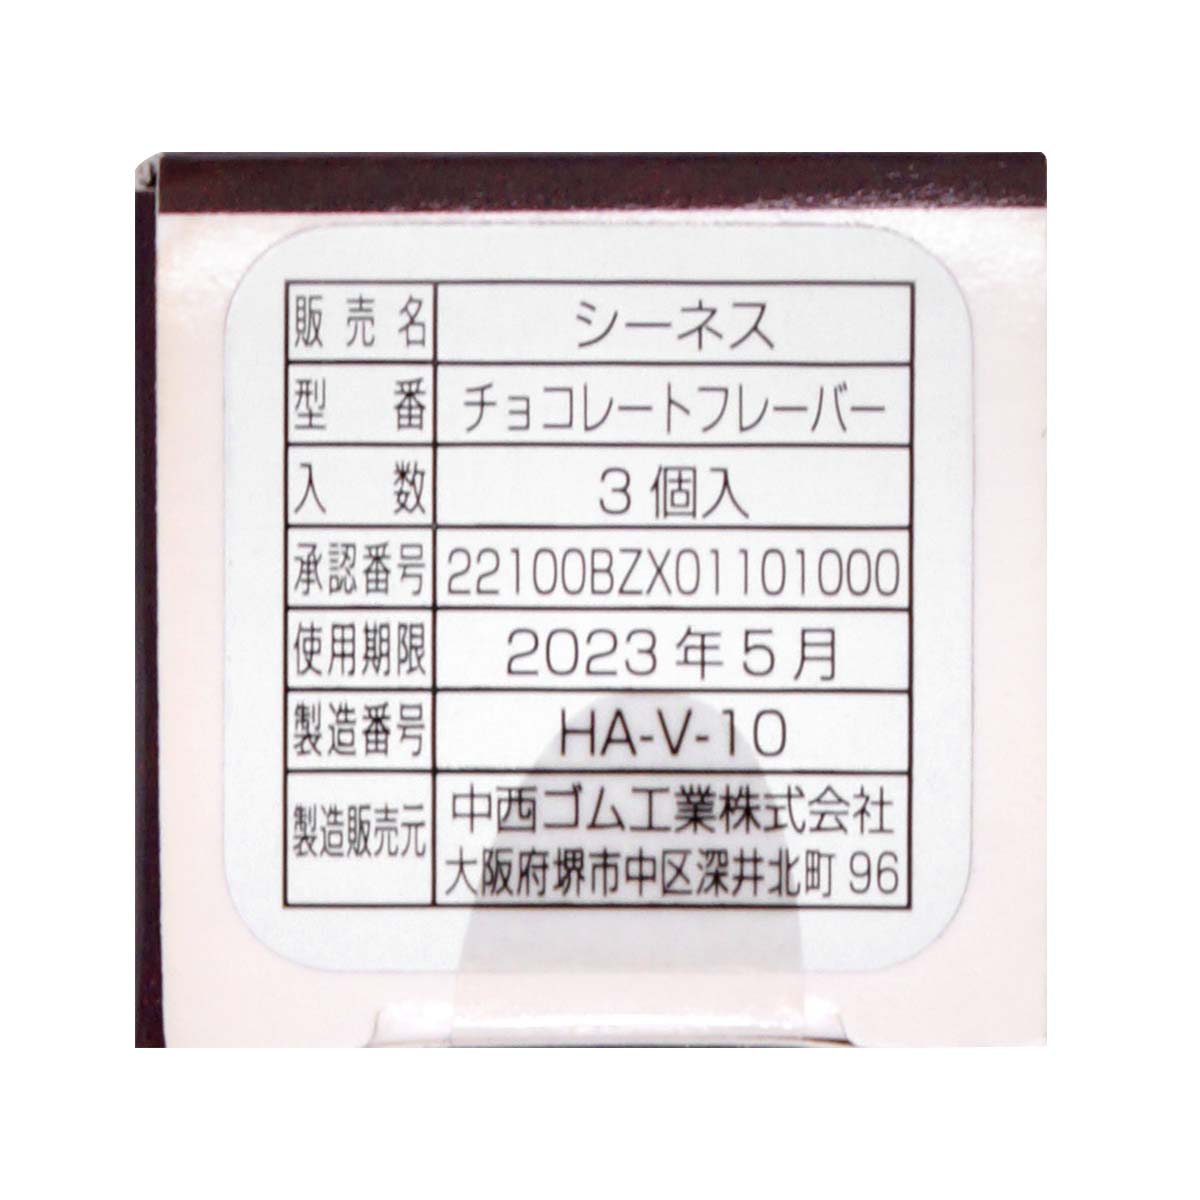 販売名 シーネス
型番 チョコレートフレーバー
入数 3個入
承認番号 22100BZX01101000
使用期限 2023年5月
製造番号 HA-V-10
製造販売元 中西ゴム工業株式会社
大阪府堺市中区深井北町 96